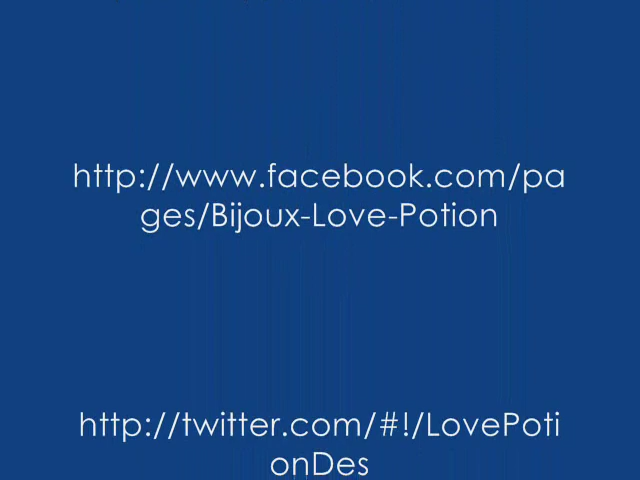 http://www.facebook.com/pa
ges/Bijoux-Love-Potion
http://twitter.com/#!/LovePoti
onDes